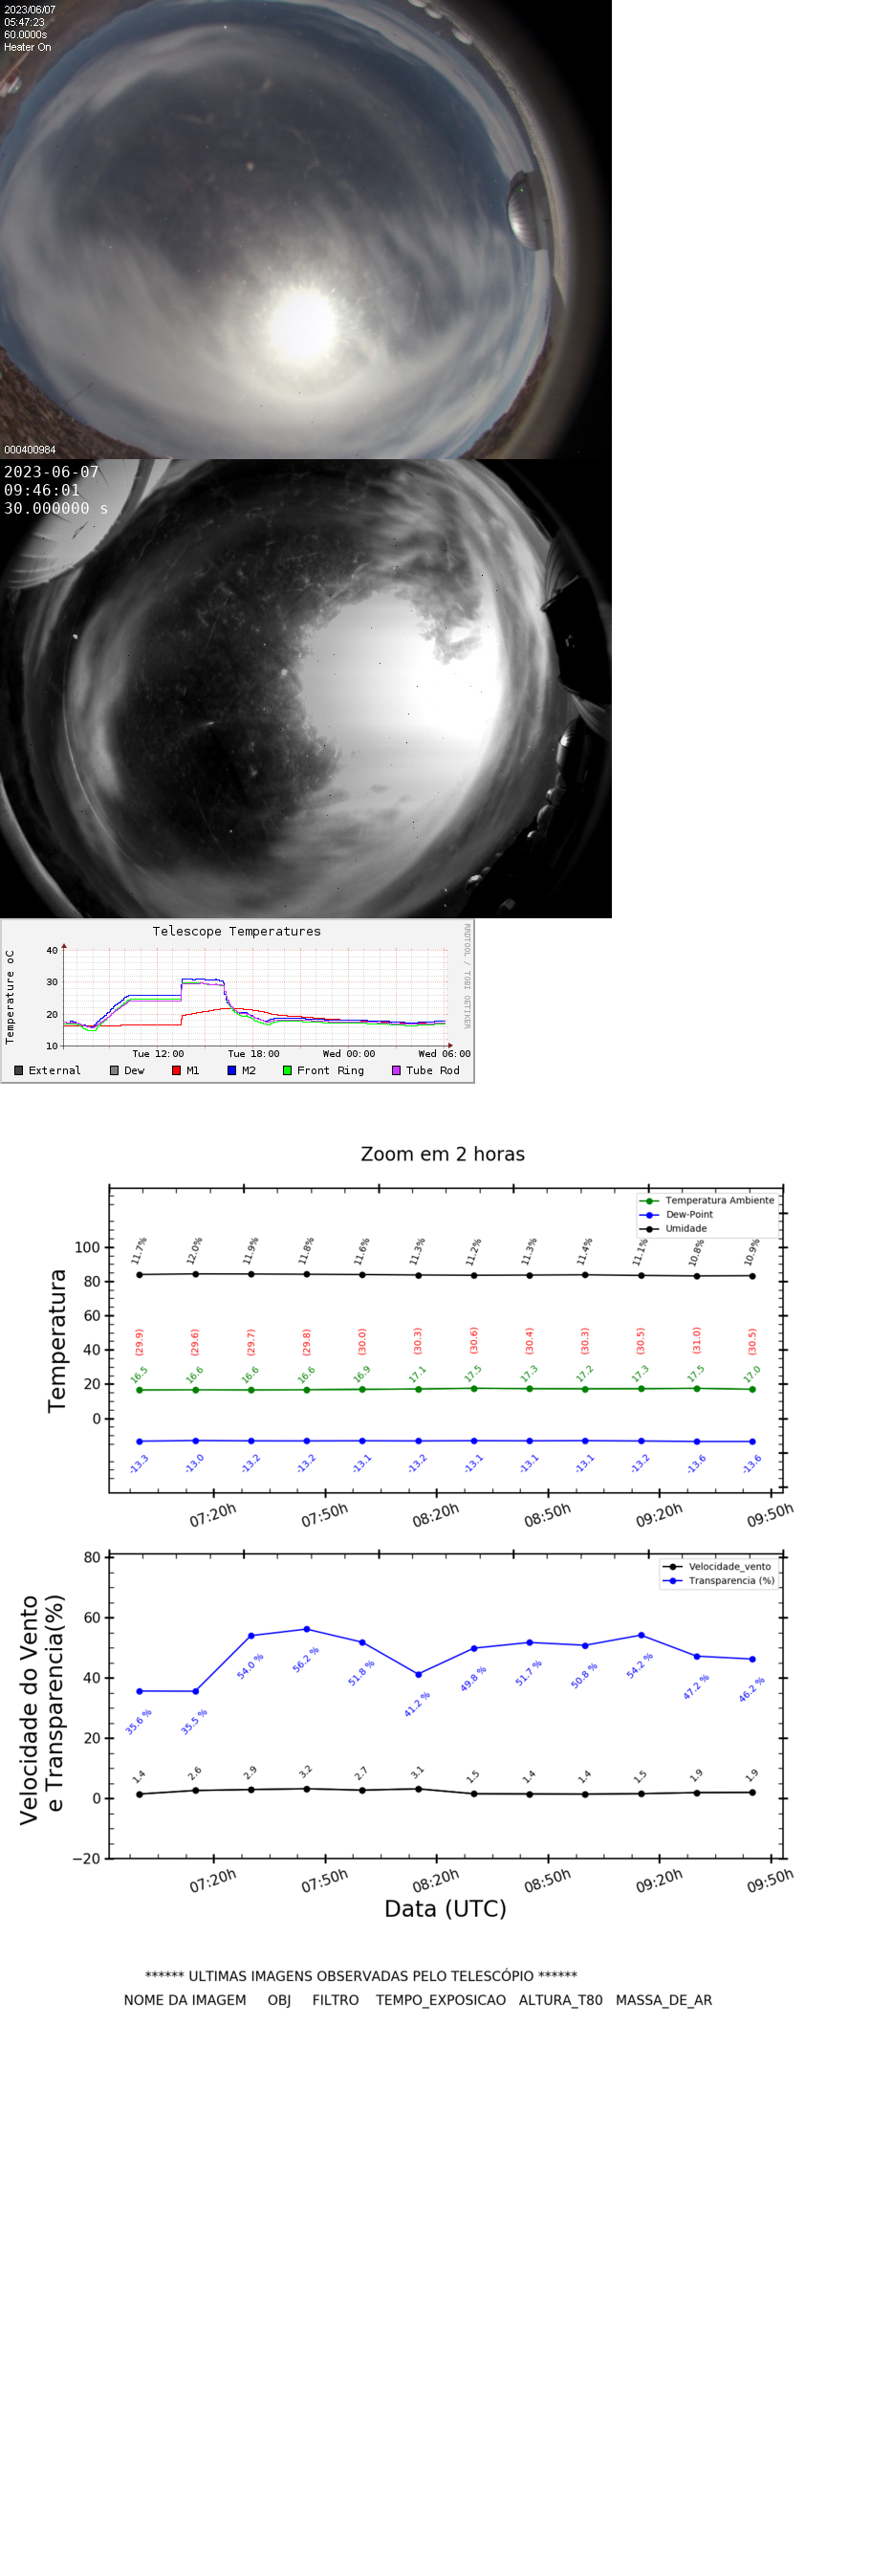 2023/06/07
05:47:23
60.0000s
Heater On
000400984
2023-06-07
09:46:01
30.000000 s
Telescope Temperatures
RRDTOOL / TOBI OETIKER
Temperature oC
40
30
20
10
Tue 12:00 Tue 18:00 Wed 00:00 Wed 06:00
External Dew M1 M2 Front Ring Tube Rod
Zoom em 2 horas
Temperatura Ambiente
Dew-Point
Umidade
Temperatura
100
80
60
40
20
0
11.7% 12.0% 11.9% 11.8% 11.6% 11.3% 11.2% 11.3% 11.4% 11.1% 10.8% 10.9%
(29.9) (29.6) (29.7) (29.8) (30.0) (30.3) (30.6) (30.4) (30.3) (30.5) (31.0) (30.5)
16.5 16.6 16.6 16.6 16.9 17.1 17.5 17.3 17.2 17.3 17.5 17.0
-13.3 -13.0 -13.2 -13.2 -13.1 -13.2 -13.1 -13.1 -13.1 -13.2 -13.6 -13.6
07:20h 07:50h 08:20h 08:50h 09:20h 09:50h
Velocidade_vento
Transparencia (%)
Velocidade do Vento
e Transparencia(%)
80
60
40
20
0
−20
35.6 % 35.5 % 54.0 % 56.2 % 51.8 % 41.2 % 49.8 % 51.7 % 50.8 % 54.2 % 47.2 % 46.2 %
1.4 2.6 2.9 3.2 2.7 3.1 1.5 1.4 1.4 1.5 1.9 1.9
07:20h 07:50h 08:20h 08:50h 09:20h 09:50h
Data (UTC)
****** ULTIMAS IMAGENS OBSERVADAS PELO TELESCÓPIO ******
NOME DA IMAGEM OBJ FILTRO TEMPO_EXPOSICAO ALTURA_T80 MASSA_DE_AR